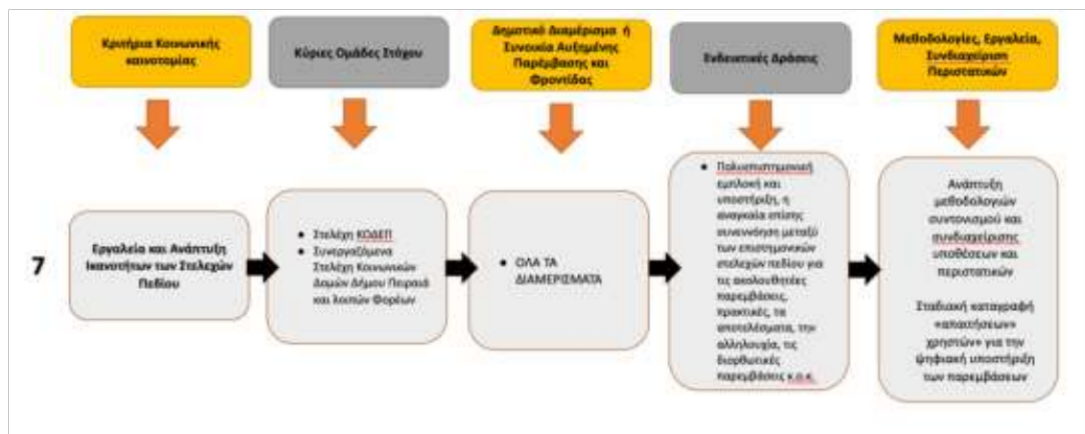 Κριτήρια Κοινωνικής
καινοτομίας
Κύριες Ομάδες Στόχου
Δημοτικό Διαμέρισμα ή
Συνοικία Αυξημένης
Παρέμβασης και
Φροντίδας
Ενδεικτικές Δράσεις
Μεθοδολογίες, Εργαλεία,
Συνδιαχείριση
Περιστατικών
7
Εργαλεία και Ανάπτυξη
Ικανοτήτων των Στελεχών
Πεδίου
• Στελέχη ΚΟΔΕΠ
• Συνεργαζόμενα
Στελέχη Κοινωνικών
Δομών Δήμου Πειραιά
και λοιπών Φορέων
• ΟΛΑ ΤΑ
ΔΙΑΜΕΡΙΣΜΑΤΑ
• Πολυεπιστημονική
εμπλοκή και
υποστήριξη, η
αναγκαία επίσης
συνεννόηση μεταξύ
των επιστημονικών
στελεχών πεδίου για
τις ακολουθητέες
παρεμβάσεις,
πρακτικές, τα
αποτελέσματα, την
αλληλουχία, τις
διορθωτικές
παρεμβάσεις κ.ο.κ.
Ανάπτυξη
μεθοδολογιών
συντονισμού και
συνδιαχείρισης
υποθέσεων και
περιστατικών
Σταδιακή καταγραφή
«απαιτήσεων»
χρηστών» για την
ψηφιακή υποστήριξη
των παρεμβάσεων